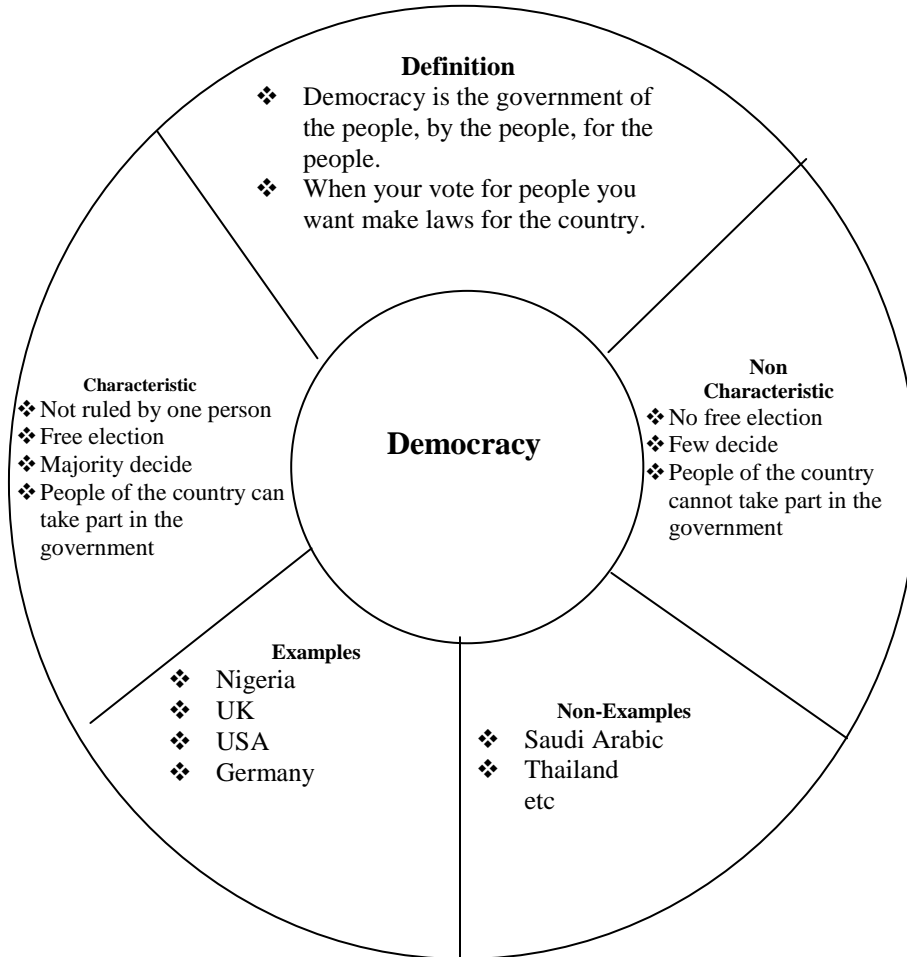 Definition
❖ Democracy is the government of
the people, by the people, for the
people.
❖ When your vote for people you
want make laws for the country.
Characteristic
❖ Not ruled by one person
❖ Free election
❖ Majority decide
❖ People of the country can
take part in the
government
Democracy
Non
Characteristic
❖ No free election
❖ Few decide
❖ People of the country
cannot take part in the
government
Examples
❖ Nigeria
❖ UK
❖ USA
❖ Germany
Non-Examples
❖ Saudi Arabic
❖ Thailand
etc